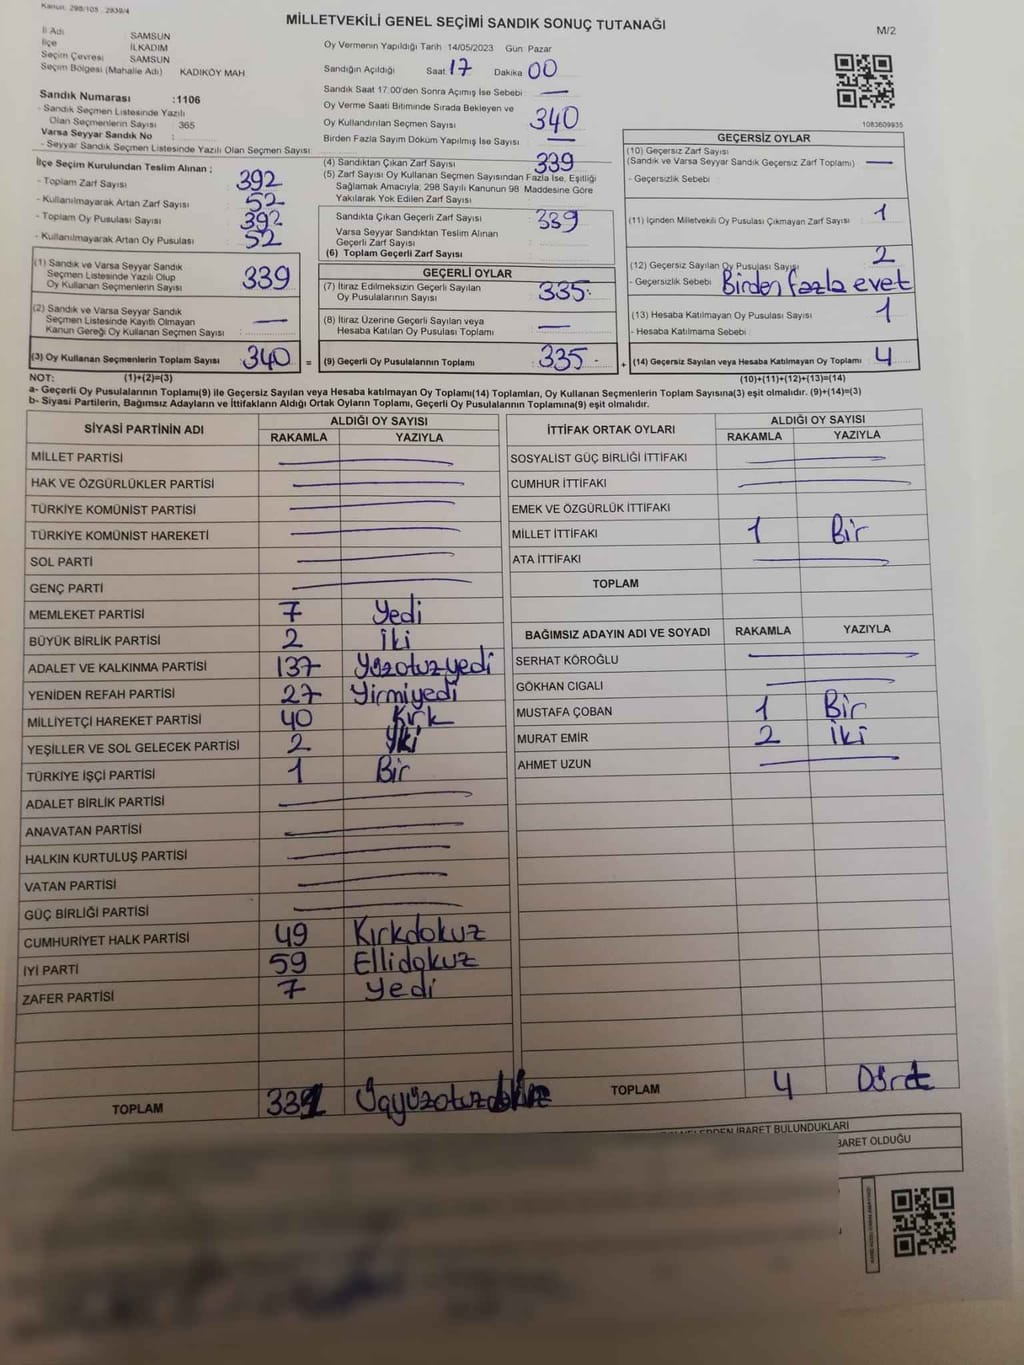 Kanun: 298/105 - 2839/4
MİLLETVEKİLİ GENEL SEÇİMİ SANDIK SONUÇ TUTANAĞI
M/2
İl Adı SAMSUN
İlçe İLKADIM
Seçim Çevresi SAMSUN
Seçim Bölgesi (Mahalle Adı) KADIKÖY MAH
Sandık Numarası :1106
- Sandık Seçmen Listesinde Yazılı
Olan Seçmenlerin Sayısı : 365
Varsa Seyyar Sandık No :
- Seyyar Sandık Seçmen Listesinde Yazılı Olan Seçmen Sayısı:
Oy Vermenin Yapıldığı Tarih 14/05/2023 Gün Pazar
Sandığın Açıldığı Saat 17 Dakika 00
Sandık Saat 17:00'den Sonra Açılmış İse Sebebi : —
Oy Verme Saati Bitiminde Sırada Bekleyen ve
Oy Kullandırılan Seçmen Sayısı 340
Birden Fazla Sayım Döküm Yapılmış İse Sayısı —
1083609935
İlçe Seçim Kurulundan Teslim Alınan ;
- Toplam Zarf Sayısı 392
- Kullanılmayarak Artan Zarf Sayısı 52
- Toplam Oy Pusulası Sayısı 392
- Kullanılmayarak Artan Oy Pusulası 52
(4) Sandıktan Çıkan Zarf Sayısı 339
(5) Zarf Sayısı Oy Kullanan Seçmen Sayısından Fazla İse, Eşitliği
Sağlamak Amacıyla; 298 Sayılı Kanunun 98 Maddesine Göre
Yakılarak Yok Edilen Zarf Sayısı
Sandıkta Çıkan Geçerli Zarf Sayısı 339
Varsa Seyyar Sandıktan Teslim Alınan
Geçerli Zarf Sayısı
(6) Toplam Geçerli Zarf Sayısı
GEÇERSİZ OYLAR
(10) Geçersiz Zarf Sayısı
(Sandık ve Varsa Seyyar Sandık Geçersiz Zarf Toplamı) —
- Geçersizlik Sebebi
(11) İçinden Milletvekili Oy Pusulası Çıkmayan Zarf Sayısı 1
(12) Geçersiz Sayılan Oy Pusulası Sayısı 2
- Geçersizlik Sebebi Birden fazla evet
(13) Hesaba Katılmayan Oy Pusulası Sayısı 1
- Hesaba Katılmama Sebebi
(1) Sandık ve Varsa Seyyar Sandık
Seçmen Listesinde Yazılı Olup
Oy Kullanan Seçmenlerin Sayısı 339
(2) Sandık ve Varsa Seyyar Sandık
Seçmen Listesinde Kayıtlı Olmayan
Kanun Gereği Oy Kullanan Seçmen Sayısı —
GEÇERLİ OYLAR
(7) İtiraz Edilmeksizin Geçerli Sayılan
Oy Pusulalarının Sayısı 335
(8) İtiraz Üzerine Geçerli Sayılan veya
Hesaba Katılan Oy Pusulası Toplamı —
(3) Oy Kullanan Seçmenlerin Toplam Sayısı 340 = (9) Geçerli Oy Pusulalarının Toplamı 335 + (14) Geçersiz Sayılan veya Hesaba Katılmayan Oy Toplamı 4
NOT: (1)+(2)=(3) (10)+(11)+(12)+(13)=(14)
a- Geçerli Oy Pusulalarının Toplamı(9) ile Geçersiz Sayılan veya Hesaba katılmayan Oy Toplamı(14) Toplamları, Oy Kullanan Seçmenlerin Toplam Sayısına(3) eşit olmalıdır. (9)+(14)=(3)
b- Siyasi Partilerin, Bağımsız Adayların ve İttifakların Aldığı Ortak Oyların Toplamı, Geçerli Oy Pusulalarının Toplamına(9) eşit olmalıdır.
SİYASİ PARTİNİN ADI ALDIĞI OY SAYISI
RAKAMLA YAZIYLA
MİLLET PARTİSİ —
HAK VE ÖZGÜRLÜKLER PARTİSİ —
TÜRKİYE KOMÜNİST PARTİSİ —
TÜRKİYE KOMÜNİST HAREKETİ —
SOL PARTİ —
GENÇ PARTİ —
MEMLEKET PARTİSİ 7 Yedi
BÜYÜK BİRLİK PARTİSİ 2 İki
ADALET VE KALKINMA PARTİSİ 137 Yüzotuzyedi
YENİDEN REFAH PARTİSİ 27 Yirmiyedi
MİLLİYETÇİ HAREKET PARTİSİ 40 Kırk
YEŞİLLER VE SOL GELECEK PARTİSİ 2 İki
TÜRKİYE İŞÇİ PARTİSİ 1 Bir
ADALET BİRLİK PARTİSİ —
ANAVATAN PARTİSİ —
HALKIN KURTULUŞ PARTİSİ —
VATAN PARTİSİ —
GÜÇ BİRLİĞİ PARTİSİ —
CUMHURİYET HALK PARTİSİ 49 Kırkdokuz
İYİ PARTİ 59 Ellidokuz
ZAFER PARTİSİ 7 Yedi
TOPLAM
İTTİFAK ORTAK OYLARI ALDIĞI OY SAYISI
RAKAMLA YAZIYLA
SOSYALİST GÜÇ BİRLİĞİ İTTİFAKI —
CUMHUR İTTİFAKI —
EMEK VE ÖZGÜRLÜK İTTİFAKI
MİLLET İTTİFAKI 1 Bir
ATA İTTİFAKI —
TOPLAM
BAĞIMSIZ ADAYIN ADI VE SOYADI RAKAMLA YAZIYLA
SERHAT KÖROĞLU —
GÖKHAN CIGALI —
MUSTAFA ÇOBAN 1 Bir
MURAT EMİR 2 İki
AHMET UZUN —
TOPLAM 4 Dört
İBARET BULUNDUKLARI
BARET OLDUĞU